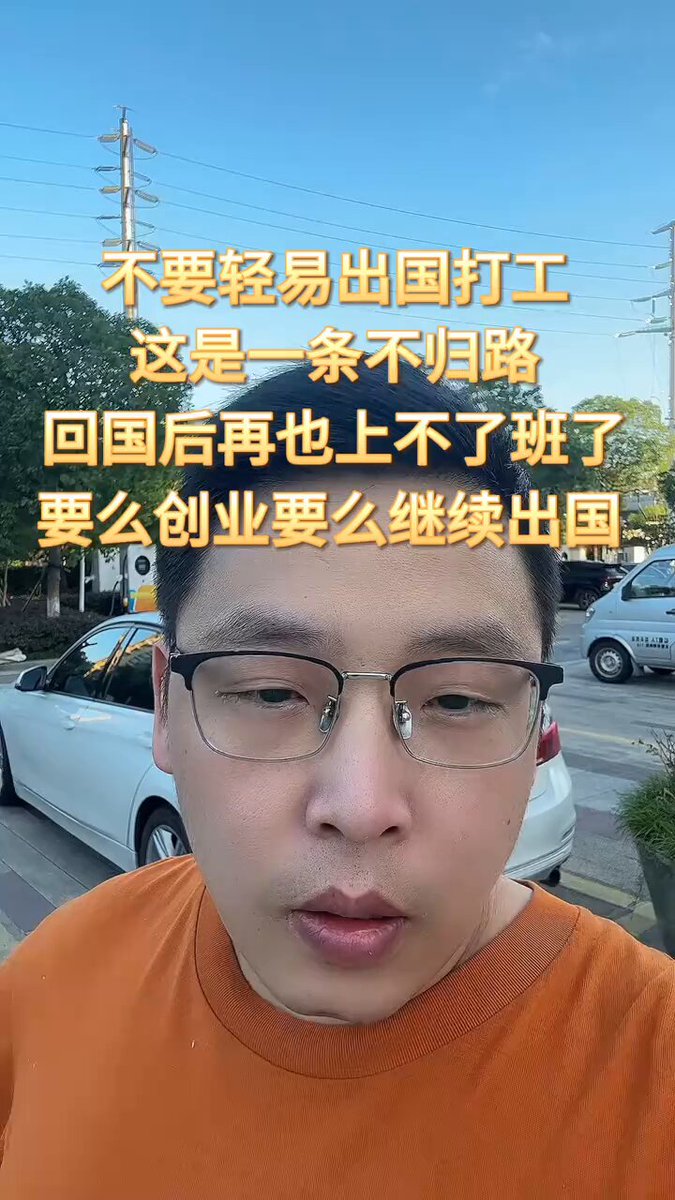 不要轻易出国打工
这是一条不归路
回国后再也上不了班了
要么创业要么继续出国